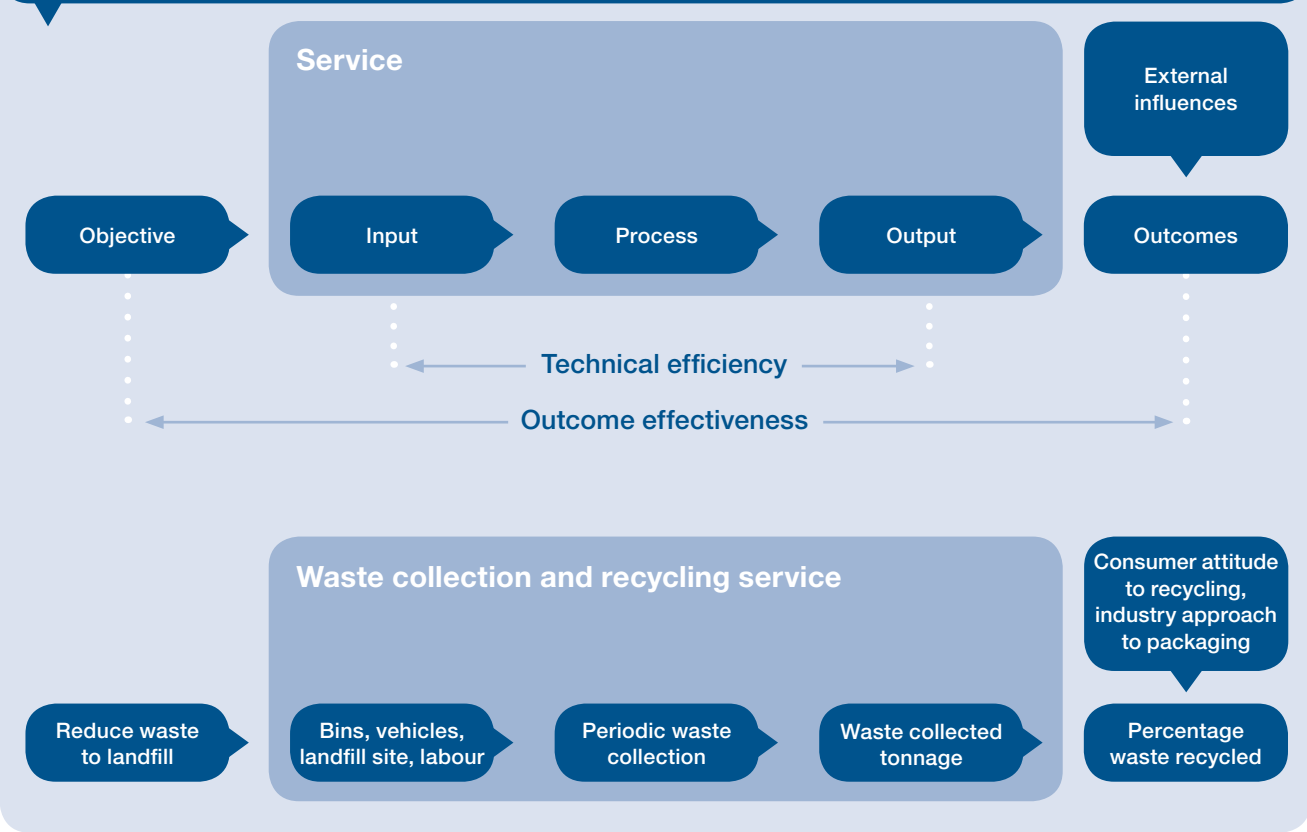 Service
External
influences
Objective
Input
Process
Output
Outcomes
Technical efficiency
Outcome effectiveness
Waste collection and recycling service
Consumer attitude
to recycling,
industry approach
to packaging
Reduce waste
to landfill
Bins, vehicles,
landfill site, labour
Periodic waste
collection
Waste collected
tonnage
Percentage
waste recycled